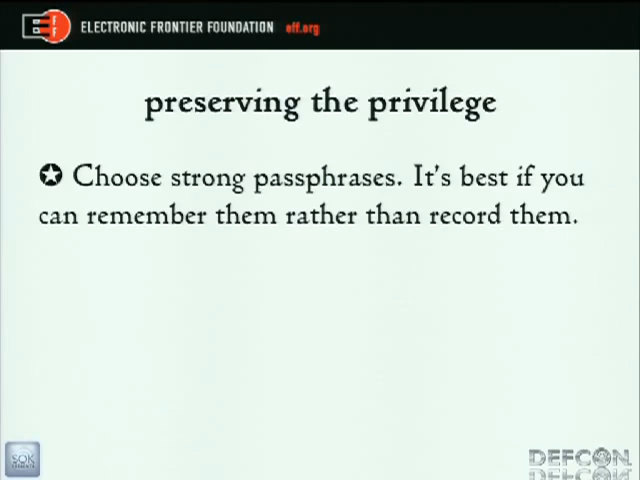 ELECTRONIC FRONTIER FOUNDATION eff.org
preserving the privilege
✪ Choose strong passphrases. It's best if you
can remember them rather than record them.
SOK
DEFCON